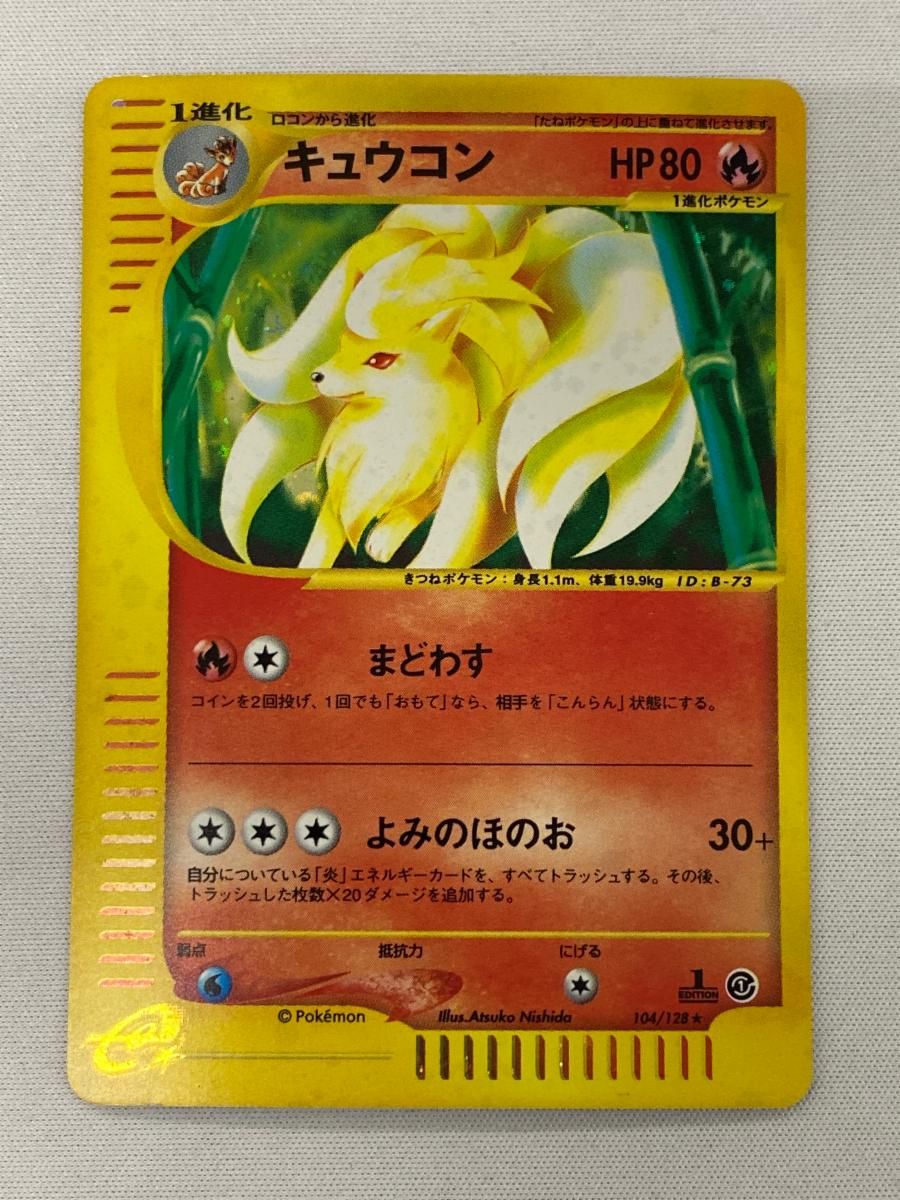 1進化
ロコンから進化
「たねポケモン」の上に重ねて進化させます。
キュウコン
HP80
1進化ポケモン
きつねポケモン：身長1.1m、体重19.9kg ID:B-73
まどわす
コインを2回投げ、1回でも「おもて」なら、相手を「こんらん」状態にする。
よみのほのお
30+
自分についている「炎」エネルギーカードを、すべてトラッシュする。その後、
トラッシュした枚数×20ダメージを追加する。
弱点
抵抗力
にげる
1
EDITION
1
© Pokémon
Illus.Atsuko Nishida
104/128★